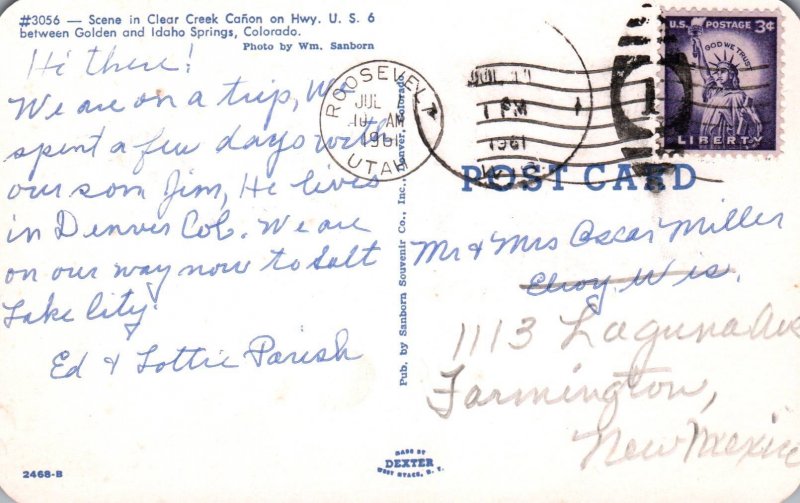 #3056 — Scene in Clear Creek Cañon on Hwy. U. S. 6
between Golden and Idaho Springs, Colorado.
Photo by Wm. Sanborn
Hi there!
We are on a trip, We
spent a few days with
our son Jim, He lives
in Denver Col. We are
on our way now to Salt
Lake City.
Ed & Lottie Parish
2468-B
Pub. by Sanborn Souvenir Co., Inc., Denver, Colorado
MADE BY
DEXTER
WEST NYACK, N. Y.
ROOSEVELT
JUL
10 AM
1961
UTAH
JUL
1 PM
1961
1
U.S. POSTAGE 3¢
IN GOD WE TRUST
LIBERTY
POST CARD
Mr & Mrs Oscar Miller
Elroy, Wis.
1113 Laguna Ave
Farmington,
New Mexico